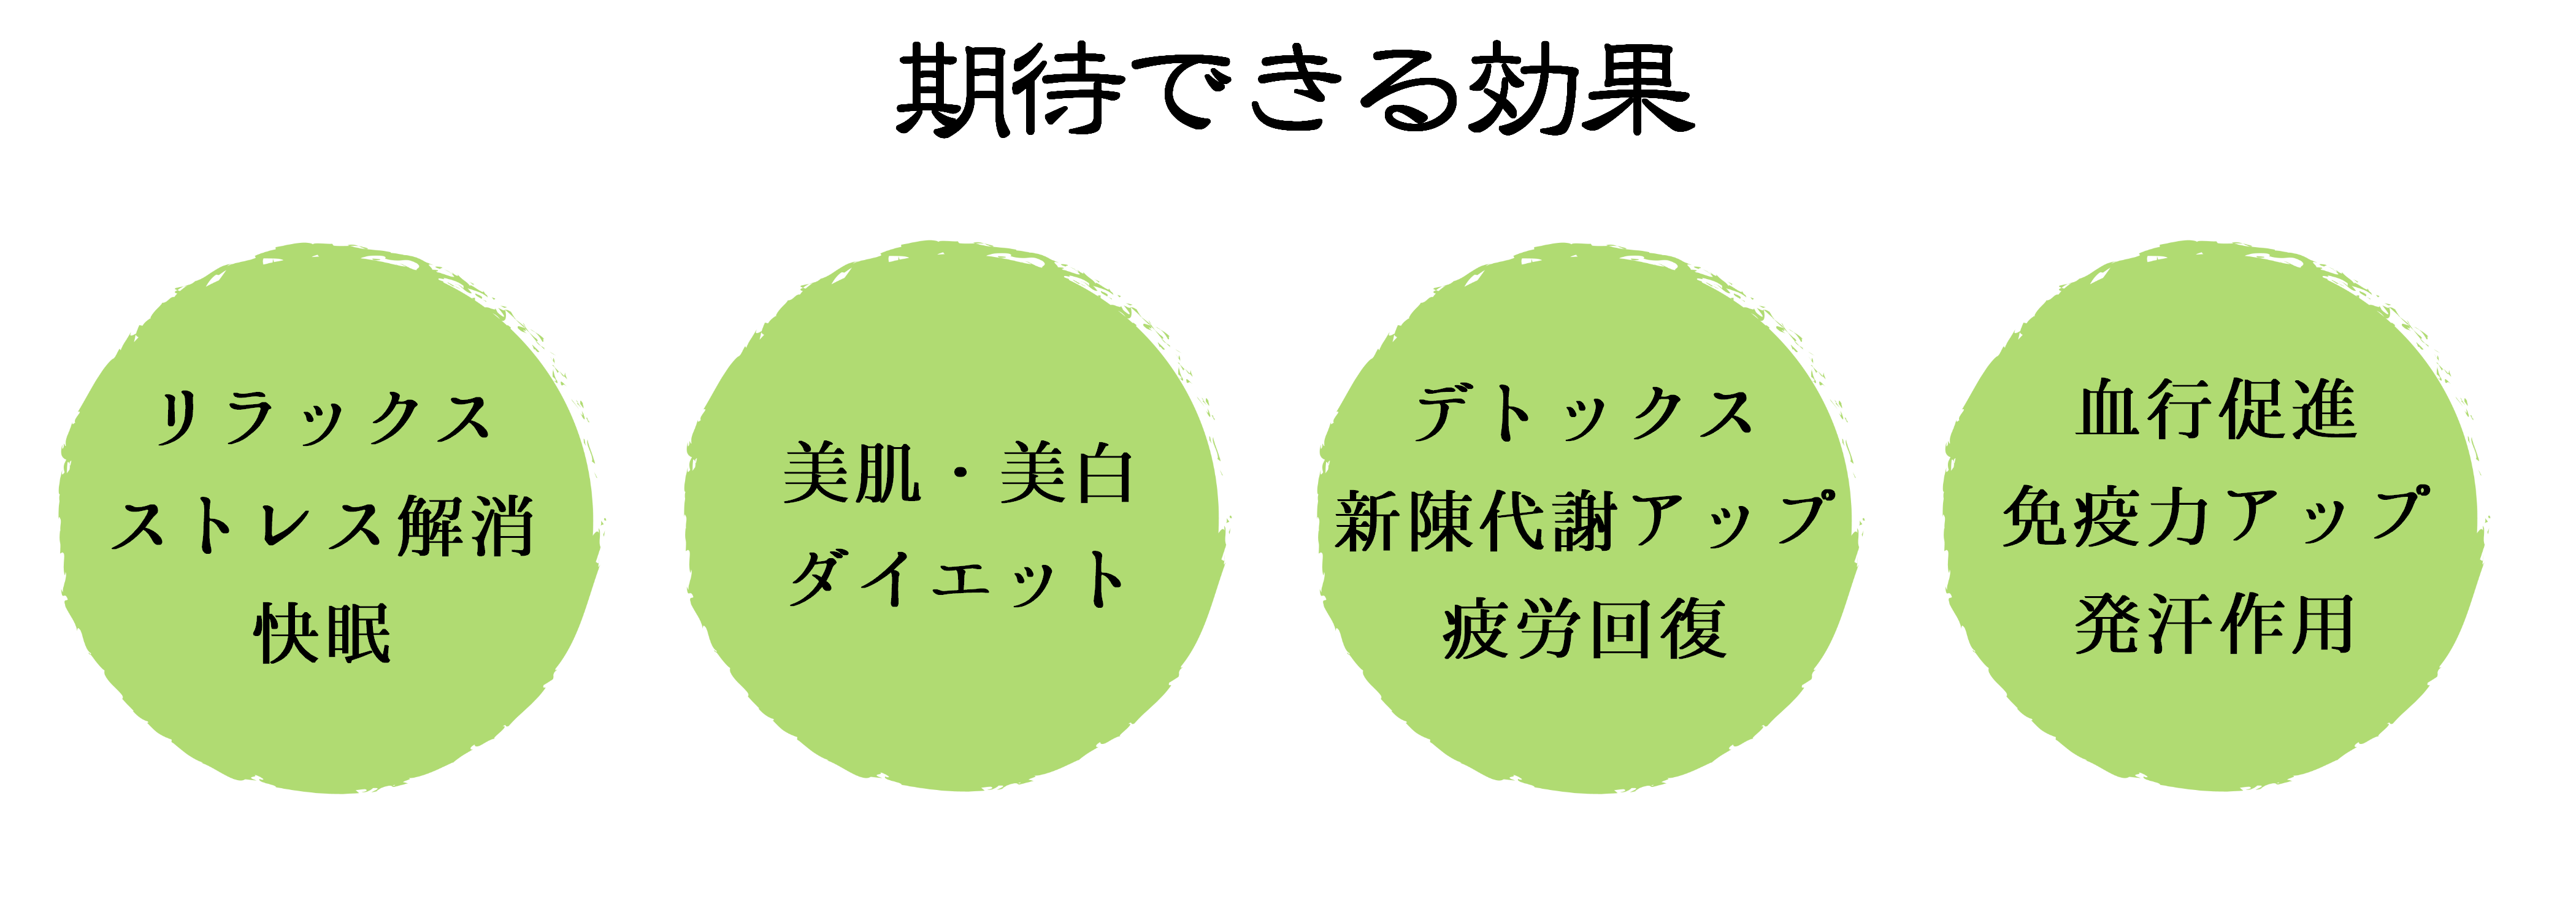 期待できる効果
リラックス
ストレス解消
快眠
美肌・美白
ダイエット
デトックス
新陳代謝アップ
疲労回復
血行促進
免疫力アップ
発汗作用